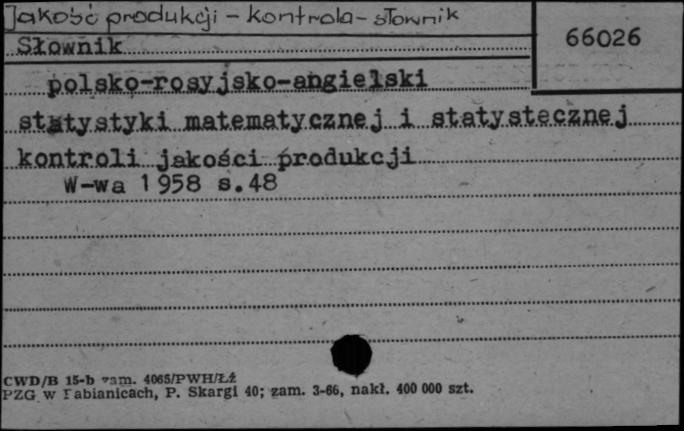 Jakość produkcji - kontrola - słownik
66026
Słownik
polsko-rosyjsko-angielski
statystyki matematycznej i statystecznej
kontroli jakości produkcji
W-wa 1958 s.48
CWD/B 15-b zam. 4065/PWH/Łź
PZG w Pabianicach, P. Skargi 40; zam. 3-66, nakł. 400 000 szt.